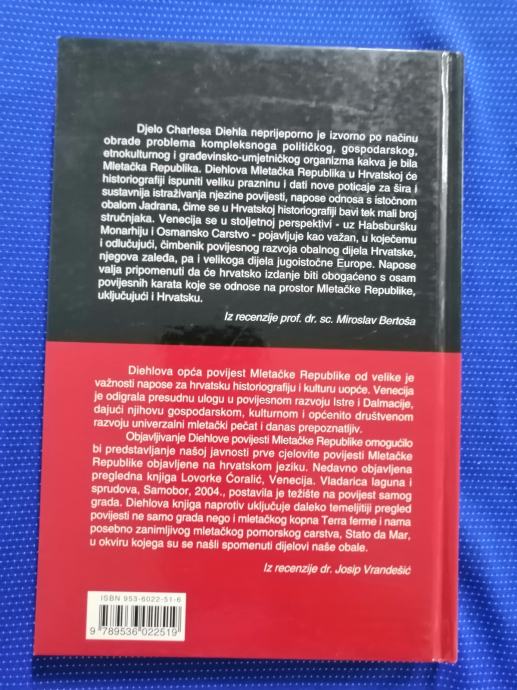 Djelo Charlesa Diehla neprijeporno je izvorno po načinu
obrade problema kompleksnoga političkog, gospodarskog,
etnokulturnog i građevinsko-umjetničkog organizma kakva je bila
Mletačka Republika. Diehlova Mletačka Republika u Hrvatskoj će
historiografiji ispuniti veliku prazninu i dati nove poticaje za šira i
sustavnija istraživanja njezine povijesti, napose odnosa s istočnom
obalom Jadrana, čime se u Hrvatskoj historiografiji bavi tek mali broj
stručnjaka. Venecija se u stoljetnoj perspektivi - uz Habsburšku
Monarhiju i Osmansko Carstvo - pojavljuje kao važan, u koječemu
i odlučujući, čimbenik povijesnog razvoja obalnog dijela Hrvatske,
njegova zaleđa, pa i velikoga dijela jugoistočne Europe. Napose
valja pripomenuti da će hrvatsko izdanje biti obogaćeno s osam
povijesnih karata koje se odnose na prostor Mletačke Republike,
uključujući i Hrvatsku.
Iz recenzije prof. dr. sc. Miroslav Bertoša
Diehlova opća povijest Mletačke Republike od velike je
važnosti napose za hrvatsku historiografiju i kulturu uopće. Venecija
je odigrala presudnu ulogu u povijesnom razvoju Istre i Dalmacije,
dajući njihovu gospodarskom, kulturnom i općenito društvenom
razvoju univerzalni mletački pečat i danas prepoznatljiv.
Objavljivanje Diehlove povijesti Mletačke Republike omogućilo
bi predstavljanje našoj javnosti prve cjelovite povijesti Mletačke
Republike objavljene na hrvatskom jeziku. Nedavno objavljena
pregledna knjiga Lovorke Čoralić, Venecija. Vladarica laguna i
sprudova, Samobor, 2004., postavila je težište na povijest samog
grada. Diehlova knjiga naprotiv uključuje daleko temeljitiji pregled
povijesti ne samo grada nego i mletačkog kopna Terra ferme i nama
posebno zanimljivog mletačkog pomorskog carstva, Stato da Mar,
u okviru kojega su se našli spomenuti dijelovi naše obale.
Iz recenzije dr. Josip Vrandešić
ISBN 953-6022-51-6
9 789536 022519